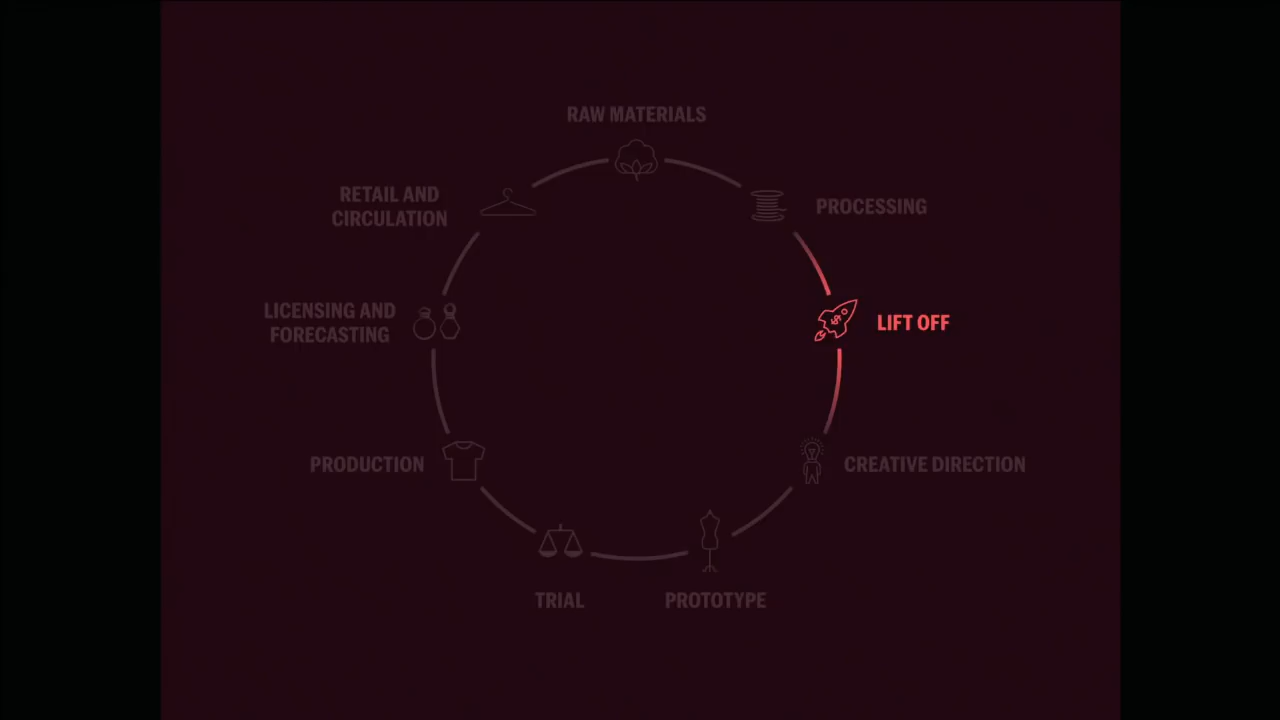 RAW MATERIALS
RETAIL AND
CIRCULATION
PROCESSING
LICENSING AND
FORECASTING
LIFT OFF
PRODUCTION
CREATIVE DIRECTION
TRIAL
PROTOTYPE